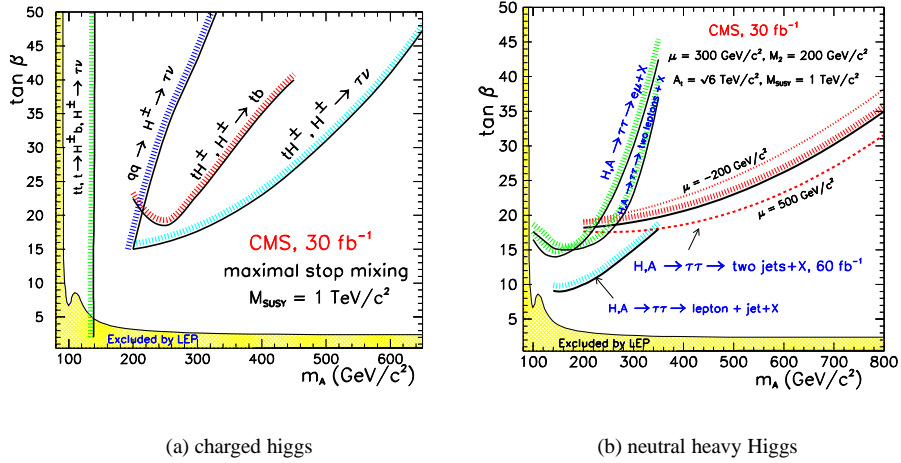 tan β
50
45
40
35
30
25
20
15
10
5
tt, t → H± b, H± → τν
qq → H± → τν
tH±, H± → tb
tH±, H± → τν
CMS, 30 fb⁻¹
maximal stop mixing
M_SUSY = 1 TeV/c²
Excluded by LEP
100 200 300 400 500 600
m_A (GeV/c²)
(a) charged higgs
tan β
50
45
40
35
30
25
20
15
10
5
CMS, 30 fb⁻¹
μ = 300 GeV/c², M₂ = 200 GeV/c²
A_t = √6 TeV/c², M_SUSY = 1 TeV/c²
H,A → ττ → eμ+X
H,A → ττ → two leptons + X
μ = -200 GeV/c²
μ = 500 GeV/c²
H,A → ττ → two jets+X, 60 fb⁻¹
H,A → ττ → lepton + jet+X
Excluded by LEP
100 200 300 400 500 600 700 800
m_A (GeV/c²)
(b) neutral heavy Higgs